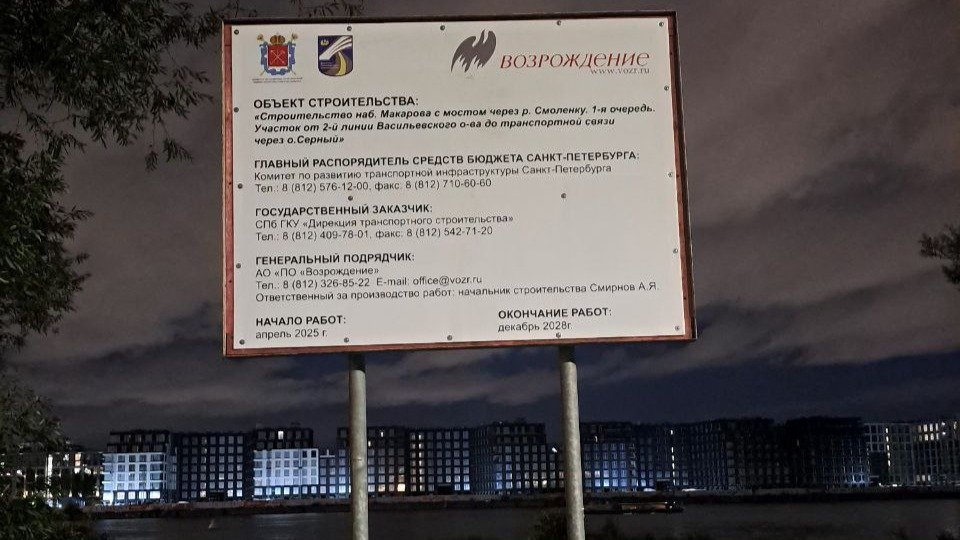 ВОЗРОЖДЕНИЕ
www.vozr.ru
ОБЪЕКТ СТРОИТЕЛЬСТВА:
«Строительство наб. Макарова с мостом через р. Смоленку. 1-я очередь.
Участок от 2-й линии Васильевского о-ва до транспортной связи
через о.Серный»
ГЛАВНЫЙ РАСПОРЯДИТЕЛЬ СРЕДСТВ БЮДЖЕТА САНКТ-ПЕТЕРБУРГА:
Комитет по развитию транспортной инфраструктуры Санкт-Петербурга
Тел.: 8 (812) 576-12-00, факс: 8 (812) 710-60-60
ГОСУДАРСТВЕННЫЙ ЗАКАЗЧИК:
СПб ГКУ «Дирекция транспортного строительства»
Тел.: 8 (812) 409-78-01, факс: 8 (812) 542-71-20
ГЕНЕРАЛЬНЫЙ ПОДРЯДЧИК:
АО «ПО «Возрождение»
Тел.: 8 (812) 326-85-22 E-mail: office@vozr.ru
Ответственный за производство работ: начальник строительства Смирнов А.Я.
НАЧАЛО РАБОТ:
апрель 2025 г.
ОКОНЧАНИЕ РАБОТ:
декабрь 2028г.